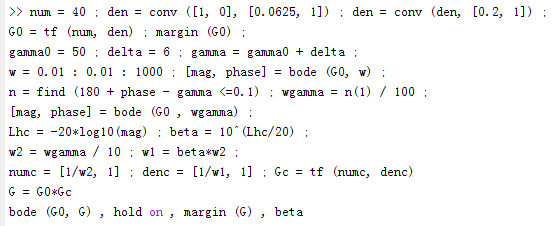 >> num = 40 ; den = conv ([1, 0], [0.0625, 1]) ; den = conv (den, [0.2, 1]) ;
G0 = tf (num, den) ; margin (G0) ;
gamma0 = 50 ; delta = 6 ; gamma = gamma0 + delta ;
w = 0.01 : 0.01 : 1000 ; [mag, phase] = bode (G0, w) ;
n = find (180 + phase - gamma <=0.1) ; wgamma = n(1) / 100 ;
[mag, phase] = bode (G0 , wgamma) ;
Lhc = -20*log10(mag) ; beta = 10^(Lhc/20) ;
w2 = wgamma / 10 ; w1 = beta*w2 ;
numc = [1/w2, 1] ; denc = [1/w1, 1] ; Gc = tf (numc, denc)
G = G0*Gc
bode (G0, G) , hold on , margin (G) , beta